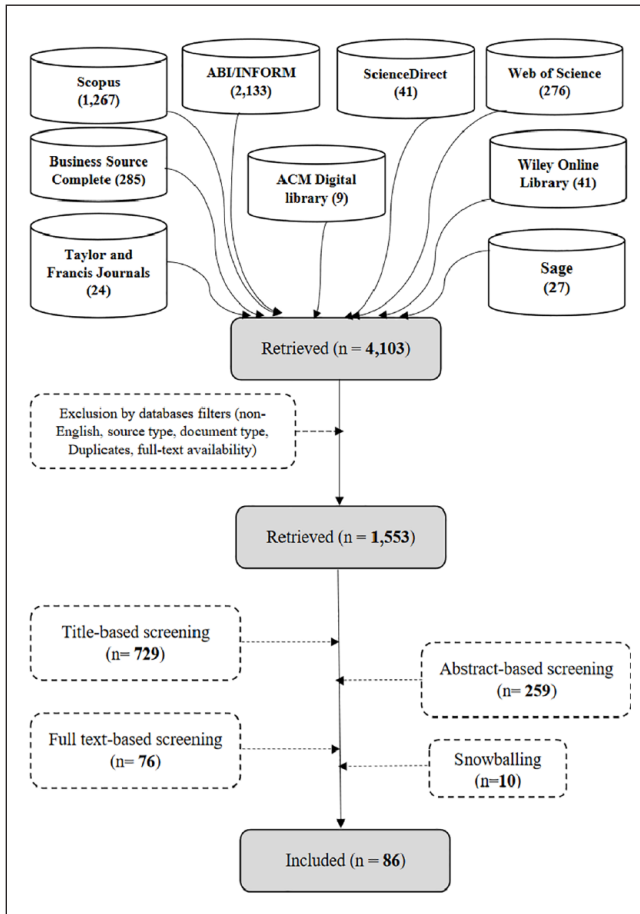 Scopus
(1,267)
ABI/INFORM
(2,133)
ScienceDirect
(41)
Web of Science
(276)
Business Source
Complete (285)
ACM Digital
library (9)
Wiley Online
Library (41)
Taylor and
Francis Journals
(24)
Sage
(27)
Retrieved (n = 4,103)
Exclusion by databases filters (non-
English, source type, document type,
Duplicates, full-text availability)
Retrieved (n = 1,553)
Title-based screening
(n= 729)
Abstract-based screening
(n= 259)
Full text-based screening
(n= 76)
Snowballing
(n=10)
Included (n = 86)